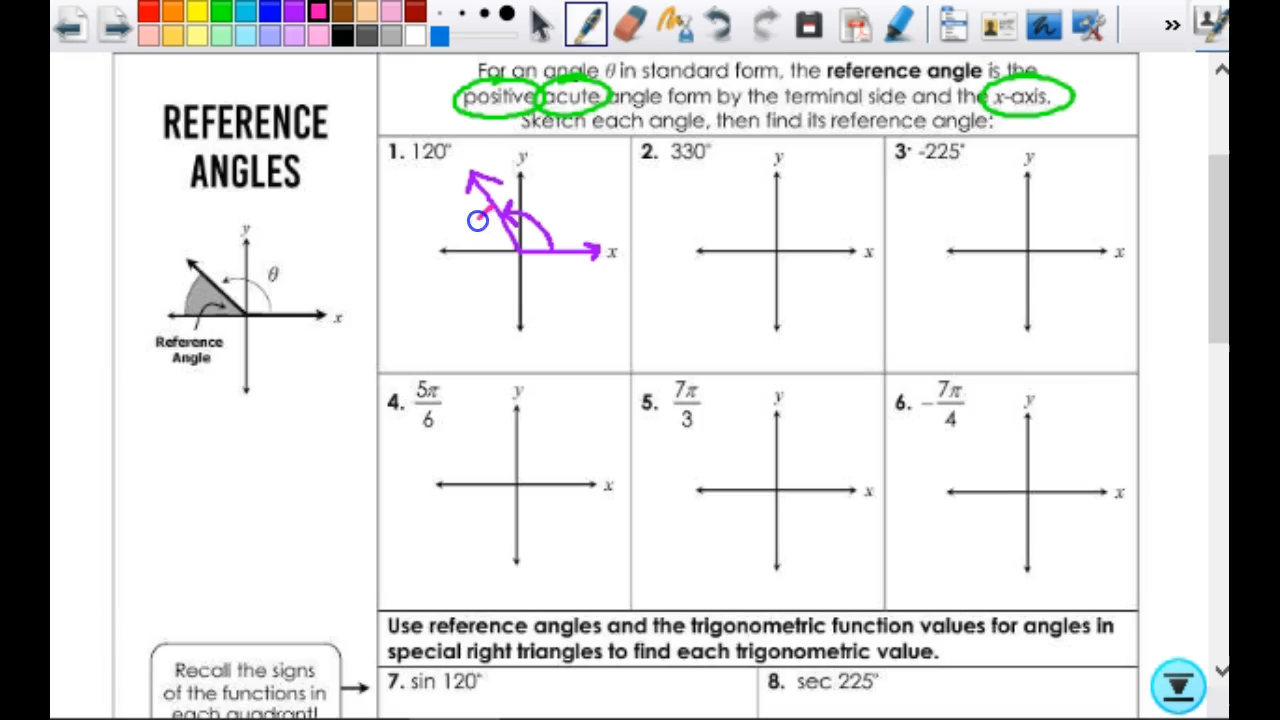 For an angle θ in standard form, the reference angle is the
positive acute angle form by the terminal side and the x-axis.
Sketch each angle, then find its reference angle:
REFERENCE
ANGLES
y
θ
x
Reference
Angle
1. 120°
y
x
2. 330°
y
x
3. -225°
y
x
4. 5π/6
y
x
5. 7π/3
y
x
6. -7π/4
y
x
Use reference angles and the trigonometric function values for angles in
special right triangles to find each trigonometric value.
Recall the signs
of the functions in
each quadrant!
7. sin 120°
8. sec 225°